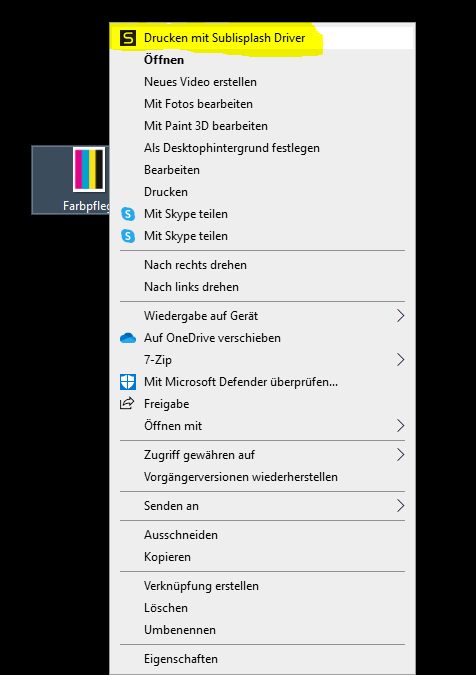 Drucken mit Sublisplash Driver
Öffnen
Neues Video erstellen
Mit Fotos bearbeiten
Mit Paint 3D bearbeiten
Als Desktophintergrund festlegen
Bearbeiten
Drucken
Farbpfleg
Mit Skype teilen
Mit Skype teilen
Nach rechts drehen
Nach links drehen
Wiedergabe auf Gerät
Auf OneDrive verschieben
7-Zip
Mit Microsoft Defender überprüfen...
Freigabe
Öffnen mit
Zugriff gewähren auf
Vorgängerversionen wiederherstellen
Senden an
Ausschneiden
Kopieren
Verknüpfung erstellen
Löschen
Umbenennen
Eigenschaften